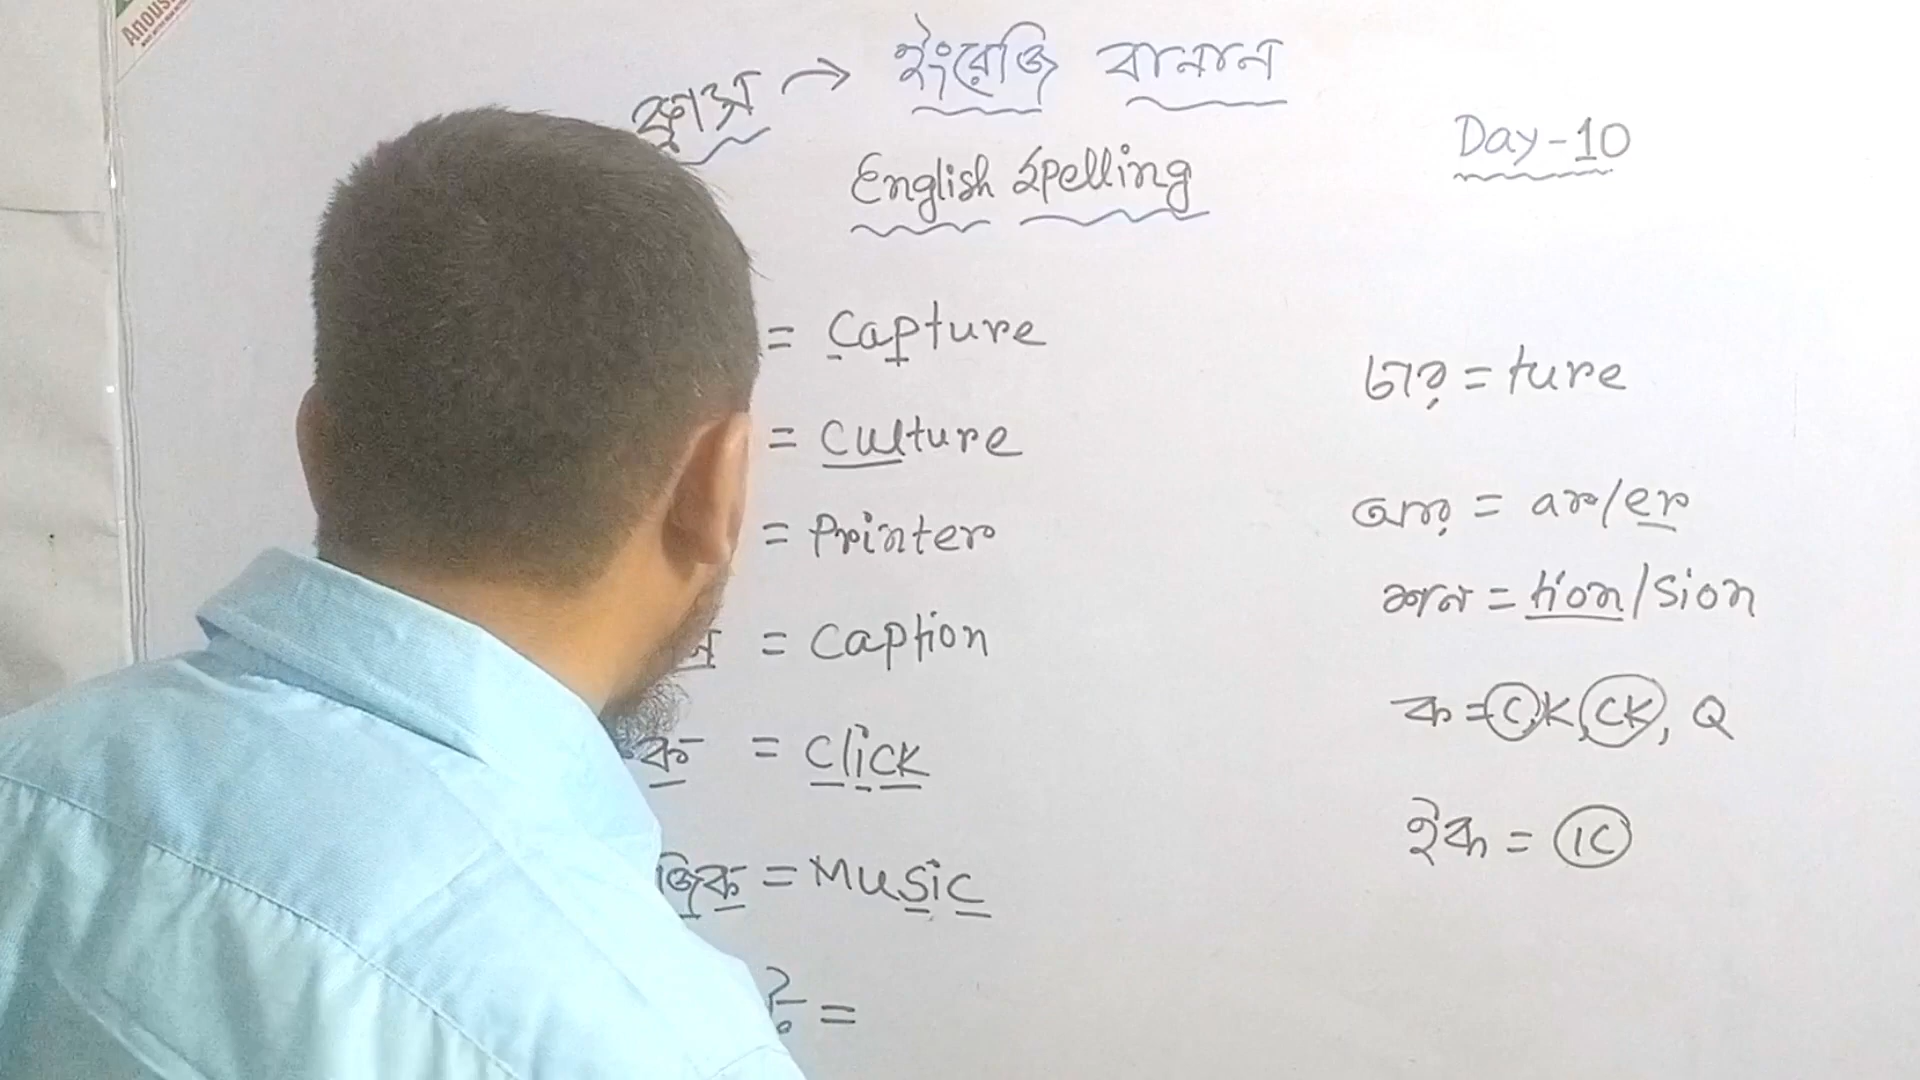 Anous
ক্লাস → ইংরেজি বানান
Day-10
English Spelling
= Capture
= Culture
= Printer
ন = Caption
ক = Click
জিক = Music
=
চার = ture
আর = ar/er
শন = tion/sion
ক = C, K, CK, Q
ইক = ic